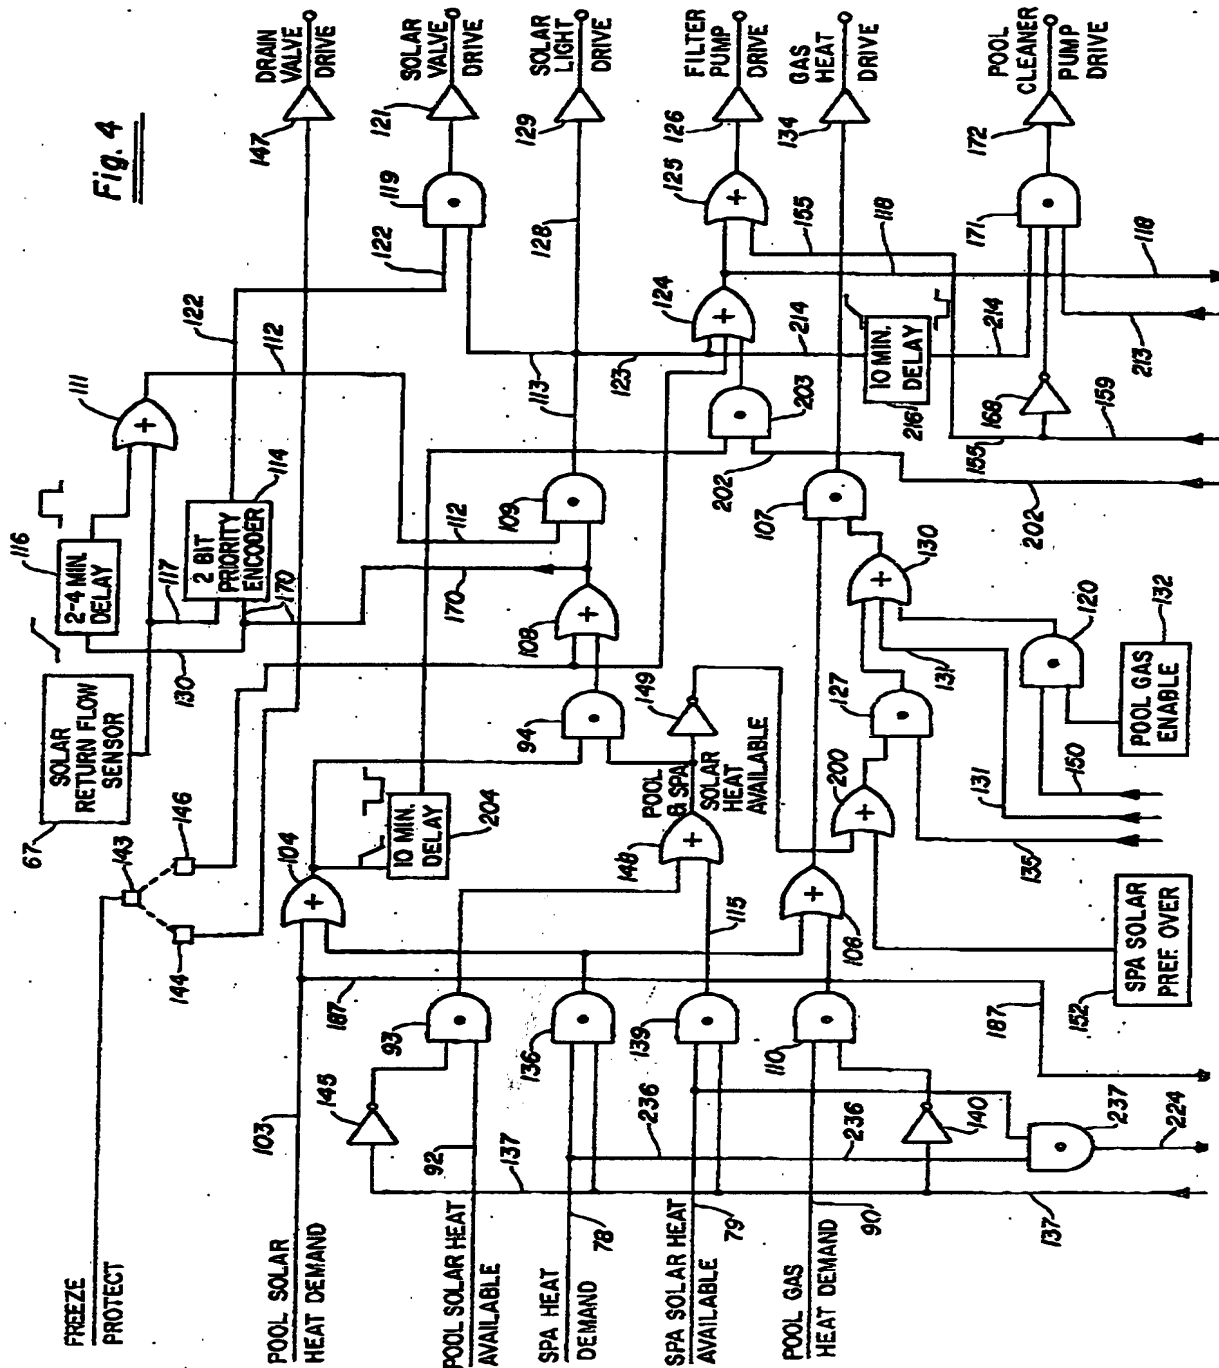 Fig. 4
FREEZE
PROTECT
POOL SOLAR
HEAT DEMAND
POOL SOLAR HEAT
AVAILABLE
SPA HEAT
DEMAND
SPA SOLAR HEAT
AVAILABLE
POOL GAS
HEAT DEMAND
103
92
137
78
79
90
137
145
236
236
140
237
224
93
136
139
110
187
187
144
143
146
67
SOLAR
RETURN FLOW
SENSOR
104
10 MIN.
DELAY
204
148
115
106
SPA SOLAR
PREF. OVER
152
POOL
& SPA
SOLAR
HEAT
AVAILABLE
149
94
108
200
127
135
131
150
131
POOL GAS
ENABLE
132
120
130
107
116
2-4 MIN.
DELAY
130
117
170
2 BIT
PRIORITY
ENCODER
114
111
112
122
170
112
109
113
123
203
202
202
124
214
10 MIN.
DELAY
216
214
168
155
159
213
118
118
155
125
171
122
119
128
147
121
129
126
134
172
DRAIN
VALVE
DRIVE
SOLAR
VALVE
DRIVE
SOLAR
LIGHT
DRIVE
FILTER
PUMP
DRIVE
GAS
HEAT
DRIVE
POOL
CLEANER
PUMP
DRIVE